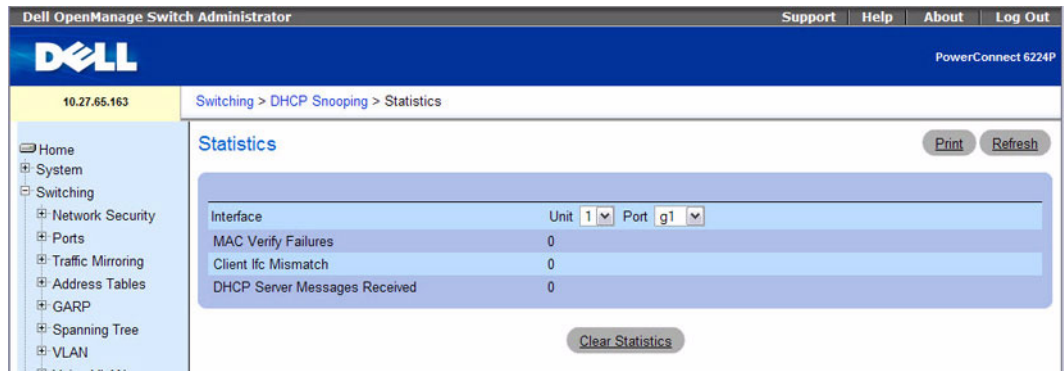 Dell OpenManage Switch Administrator
Support Help About Log Out
DELL
PowerConnect 6224P
10.27.65.163
Switching > DHCP Snooping > Statistics
Home
System
Switching
Network Security
Ports
Traffic Mirroring
Address Tables
GARP
Spanning Tree
VLAN
Statistics
Print Refresh
Interface Unit 1 Port g1
MAC Verify Failures 0
Client Ifc Mismatch 0
DHCP Server Messages Received 0
Clear Statistics